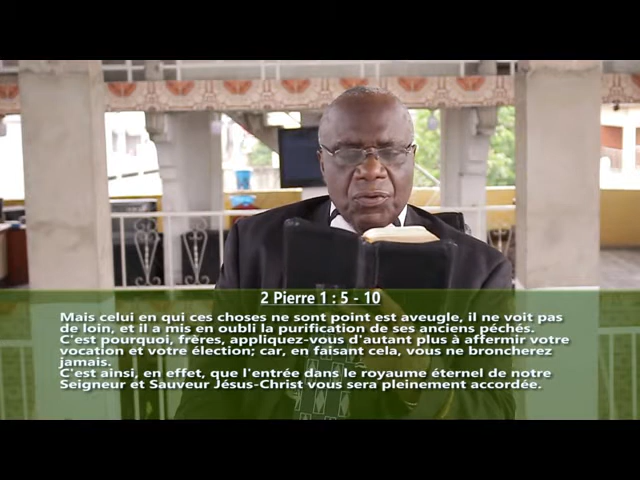 2 Pierre 1 : 5 - 10
Mais celui en qui ces choses ne sont point est aveugle, il ne voit pas
de loin, et il a mis en oubli la purification de ses anciens péchés.
C'est pourquoi, frères, appliquez-vous d'autant plus à affermir votre
vocation et votre élection; car, en faisant cela, vous ne broncherez
jamais.
C'est ainsi, en effet, que l'entrée dans le royaume éternel de notre
Seigneur et Sauveur Jésus-Christ vous sera pleinement accordée.